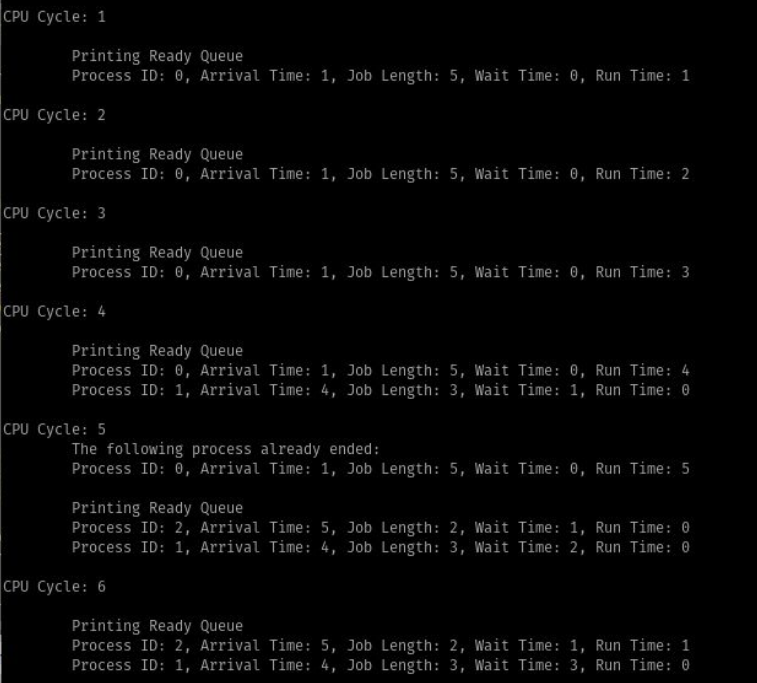 CPU Cycle: 1
Printing Ready Queue
Process ID: 0, Arrival Time: 1, Job Length: 5, Wait Time: 0, Run Time: 1
CPU Cycle: 2
Printing Ready Queue
Process ID: 0, Arrival Time: 1, Job Length: 5, Wait Time: 0, Run Time: 2
CPU Cycle: 3
Printing Ready Queue
Process ID: 0, Arrival Time: 1, Job Length: 5, Wait Time: 0, Run Time: 3
CPU Cycle: 4
Printing Ready Queue
Process ID: 0, Arrival Time: 1, Job Length: 5, Wait Time: 0, Run Time: 4
Process ID: 1, Arrival Time: 4, Job Length: 3, Wait Time: 1, Run Time: 0
CPU Cycle: 5
The following process already ended:
Process ID: 0, Arrival Time: 1, Job Length: 5, Wait Time: 0, Run Time: 5
Printing Ready Queue
Process ID: 2, Arrival Time: 5, Job Length: 2, Wait Time: 1, Run Time: 0
Process ID: 1, Arrival Time: 4, Job Length: 3, Wait Time: 2, Run Time: 0
CPU Cycle: 6
Printing Ready Queue
Process ID: 2, Arrival Time: 5, Job Length: 2, Wait Time: 1, Run Time: 1
Process ID: 1, Arrival Time: 4, Job Length: 3, Wait Time: 3, Run Time: 0